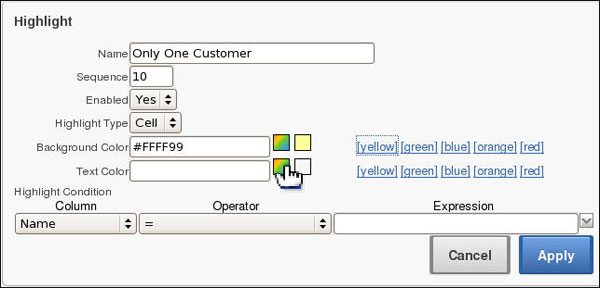 Highlight
Name Only One Customer
Sequence 10
Enabled Yes
Highlight Type Cell
Background Color #FFFF99 [yellow] [green] [blue] [orange] [red]
Text Color [yellow] [green] [blue] [orange] [red]
Highlight Condition
Column Operator Expression
Name =
Cancel Apply